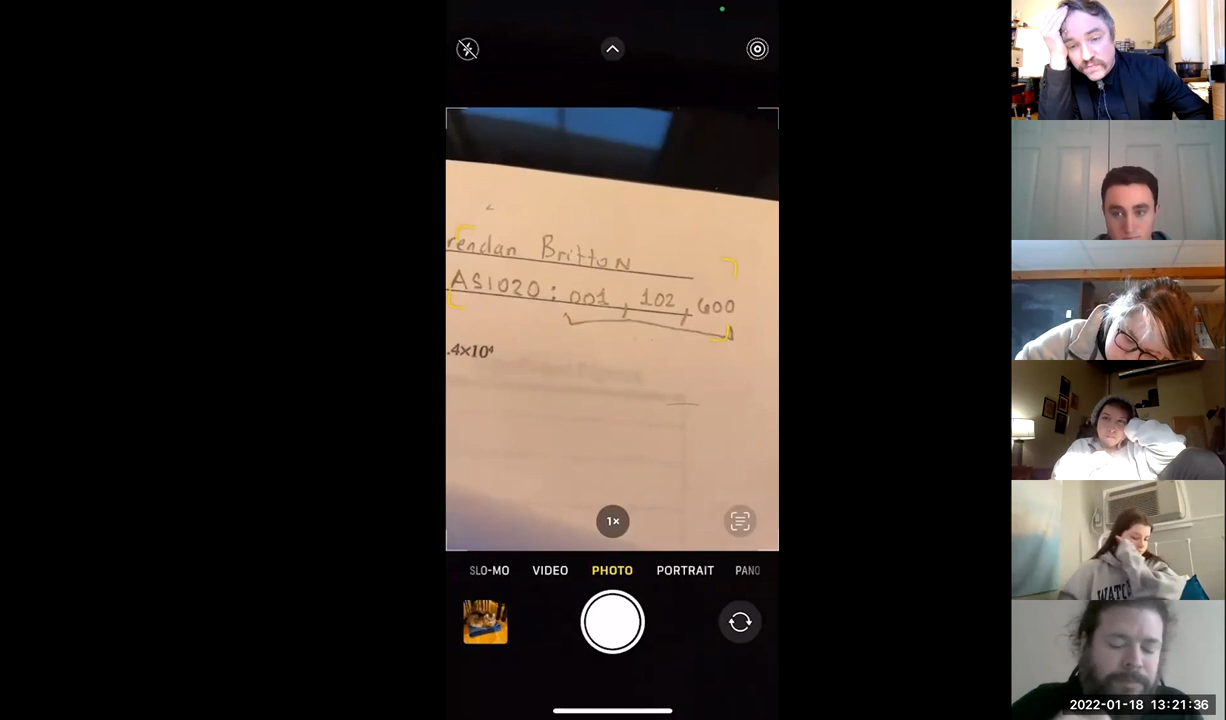 rendan BrittoN
ASI020 : 001 , 102 , 600
.4×10⁴
1×
SLO-MO VIDEO PHOTO PORTRAIT PANO
2022-01-18 13:21:36